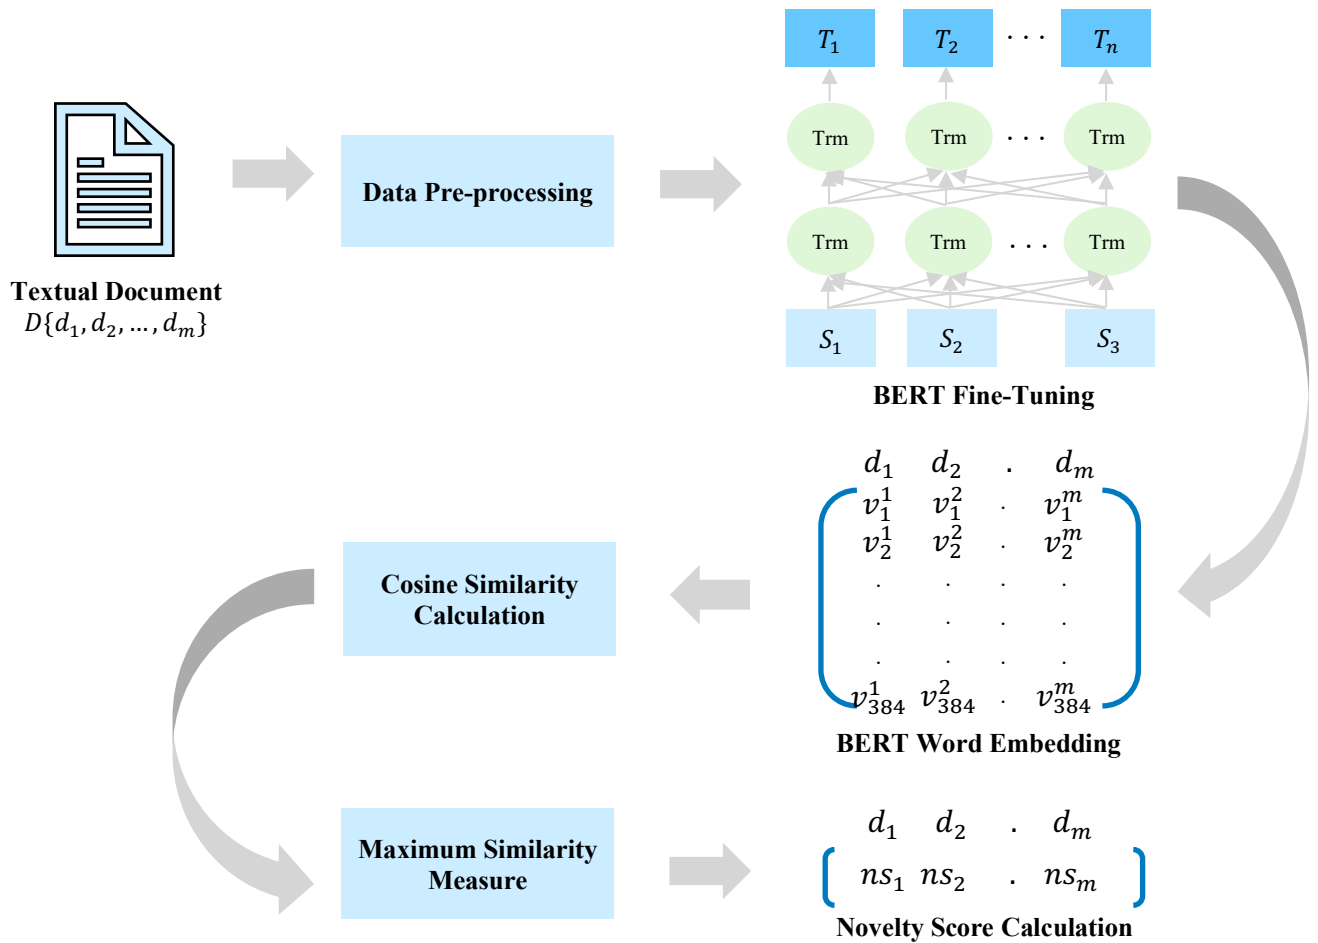 T₁ T₂ · · · Tₙ
Trm Trm · · · Trm
Data Pre-processing
Trm Trm · · · Trm
Textual Document
D{d₁, d₂, …, dₘ}
S₁ S₂ S₃
BERT Fine-Tuning
d₁ d₂ . dₘ
v₁¹ v₁² . v₁ᵐ
v₂¹ v₂² . v₂ᵐ
. . . .
. . . .
. . . .
v₃₈₄¹ v₃₈₄² . v₃₈₄ᵐ
BERT Word Embedding
Cosine Similarity
Calculation
Maximum Similarity
Measure
d₁ d₂ . dₘ
ns₁ ns₂ . nsₘ
Novelty Score Calculation